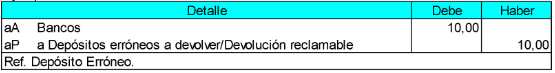 Detalle Debe Haber
aA Bancos 10,00
aP a Depósitos erróneos a devolver/Devolución reclamable 10,00
Ref. Depósito Erróneo.